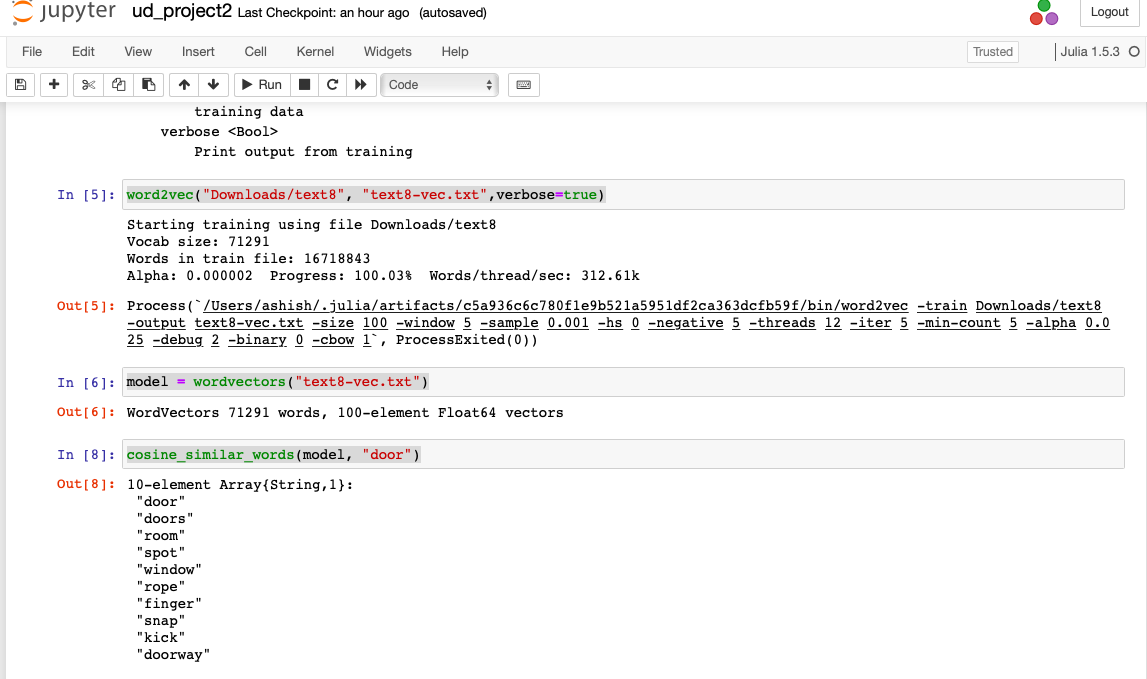 jupyter ud_project2 Last Checkpoint: an hour ago (autosaved) Logout
File Edit View Insert Cell Kernel Widgets Help Trusted Julia 1.5.3
Run Code
training data
verbose <Bool>
Print output from training
In [5]: word2vec("Downloads/text8", "text8-vec.txt",verbose=true)
Starting training using file Downloads/text8
Vocab size: 71291
Words in train file: 16718843
Alpha: 0.000002  Progress: 100.03%  Words/thread/sec: 312.61k
Out[5]: Process(`/Users/ashish/.julia/artifacts/c5a936c6c780f1e9b521a5951df2ca363dcfb59f/bin/word2vec -train Downloads/text8
-output text8-vec.txt -size 100 -window 5 -sample 0.001 -hs 0 -negative 5 -threads 12 -iter 5 -min-count 5 -alpha 0.0
25 -debug 2 -binary 0 -cbow 1`, ProcessExited(0))
In [6]: model = wordvectors("text8-vec.txt")
Out[6]: WordVectors 71291 words, 100-element Float64 vectors
In [8]: cosine_similar_words(model, "door")
Out[8]: 10-element Array{String,1}:
"door"
"doors"
"room"
"spot"
"window"
"rope"
"finger"
"snap"
"kick"
"doorway"